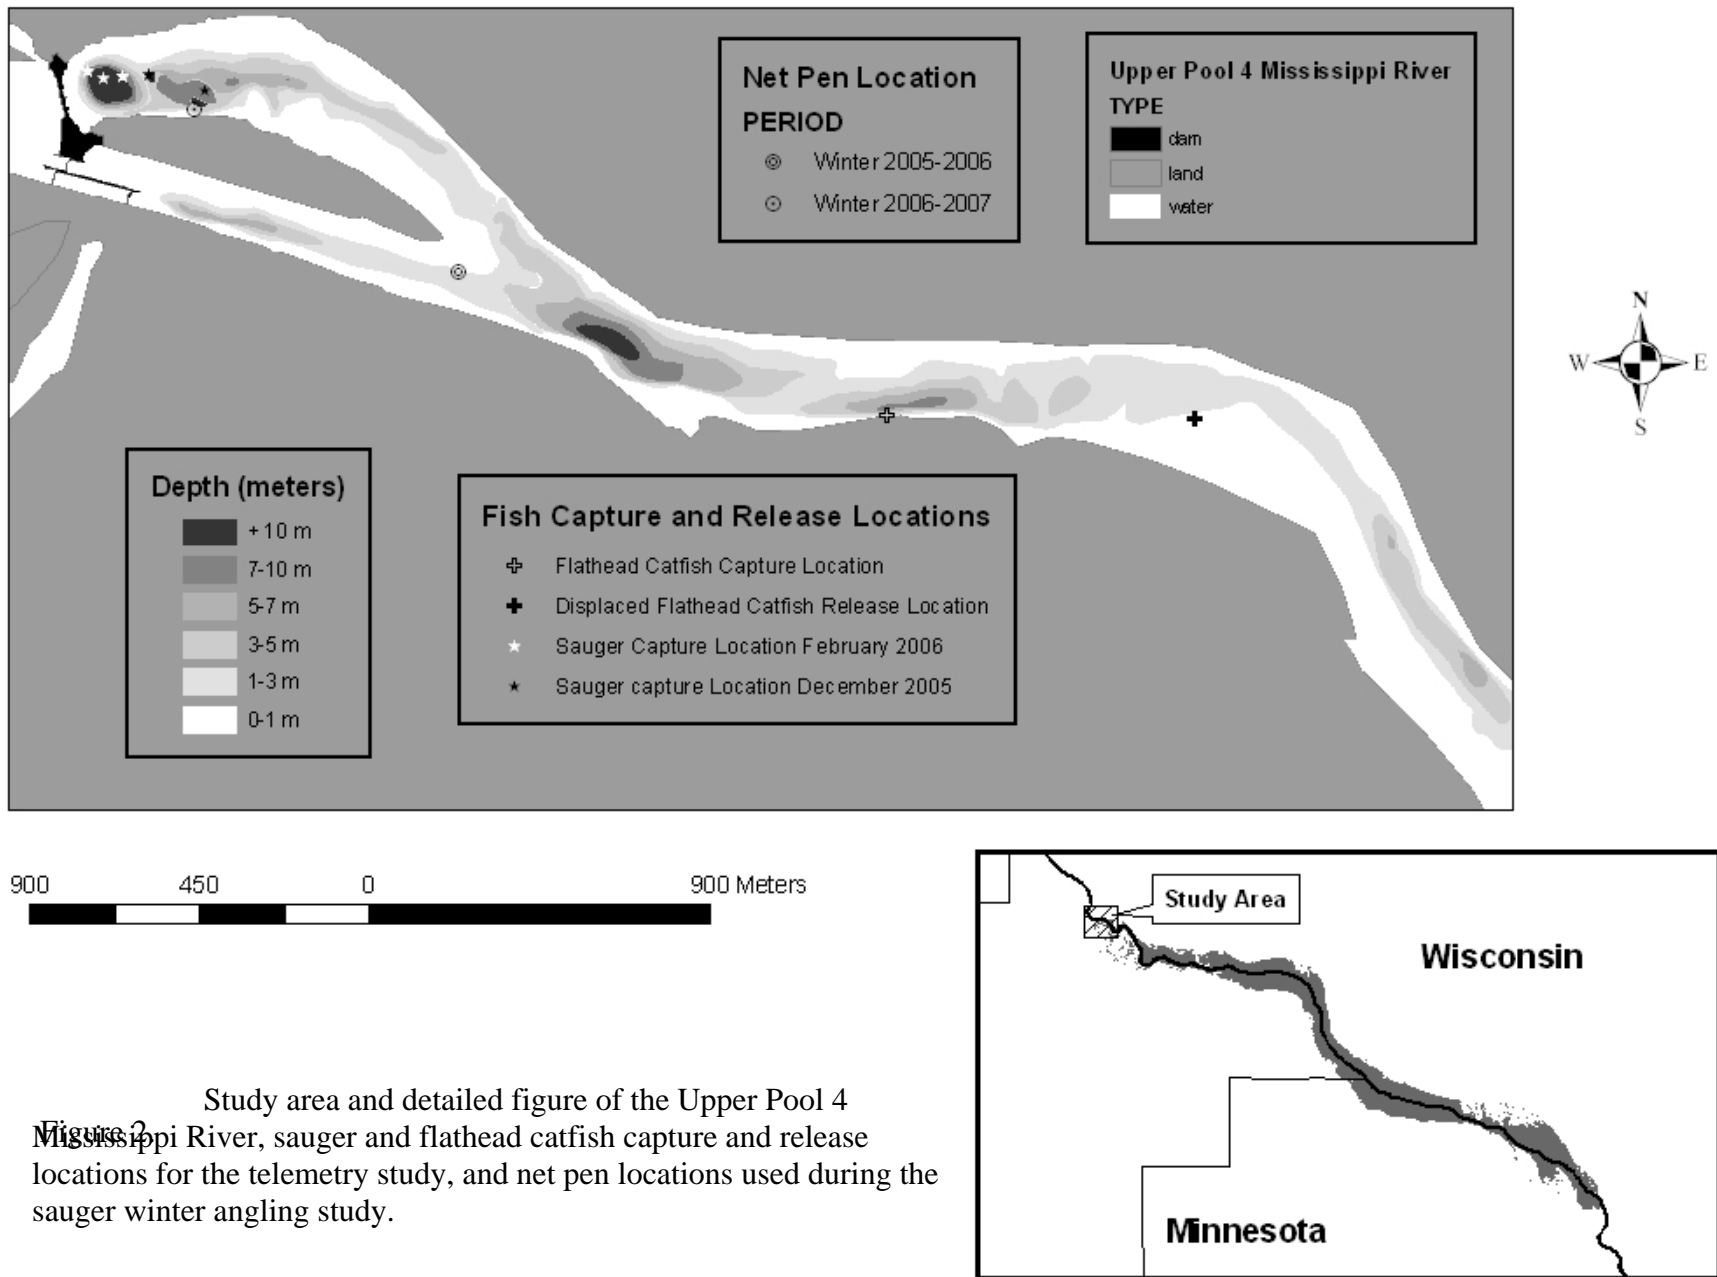 Net Pen Location
PERIOD
Winter 2005-2006
Winter 2006-2007
Upper Pool 4 Mississippi River
TYPE
dam
land
water
N
W
E
S
Depth (meters)
+10 m
7-10 m
5-7 m
3-5 m
1-3 m
0-1 m
Fish Capture and Release Locations
Flathead Catfish Capture Location
Displaced Flathead Catfish Release Location
Sauger Capture Location February 2006
Sauger capture Location December 2005
900 450 0 900 Meters
Study Area
Wisconsin
Minnesota
Figure 2.
Study area and detailed figure of the Upper Pool 4
Mississippi River, sauger and flathead catfish capture and release
locations for the telemetry study, and net pen locations used during the
sauger winter angling study.